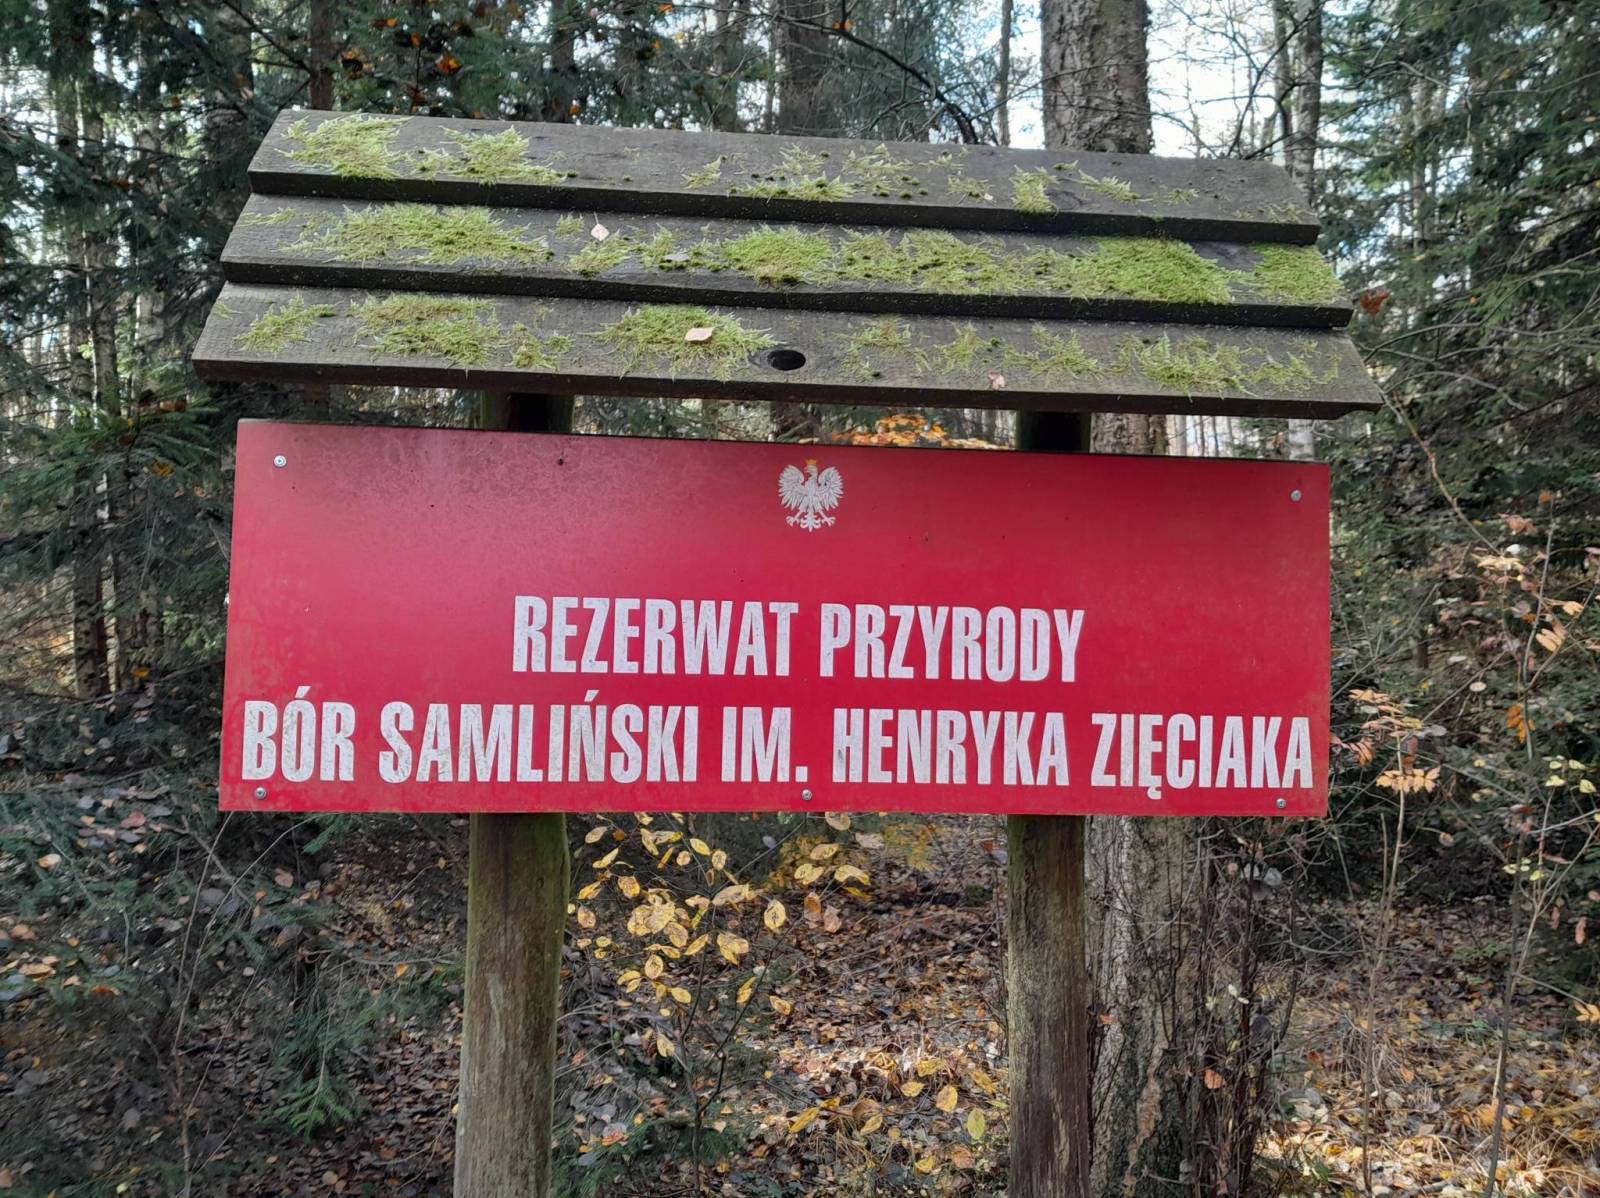 REZERWAT PRZYRODY
BÓR SAMLIŃSKI IM. HENRYKA ZIĘCIAKA